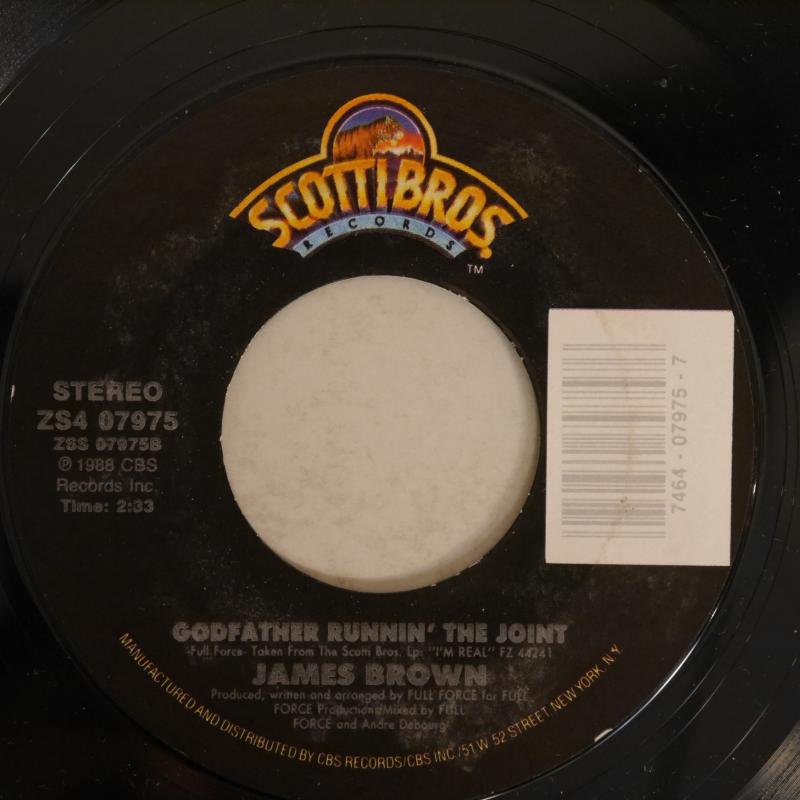 SCOTTI BROS.
RECORDS
TM
STEREO
ZS4 07975
ZSS 07975B
℗ 1988 CBS
Records Inc.
Time: 2:33
7464 - 07975 - 7
GODFATHER RUNNIN' THE JOINT
-Full Force- Taken From The Scotti Bros. Lp: "I'M REAL" FZ 44241
JAMES BROWN
Produced, written and arranged by FULL FORCE for FULL
FORCE Productions/Mixed by FULL
FORCE and Andre Debourg
MANUFACTURED AND DISTRIBUTED BY CBS RECORDS/CBS INC./51 W 52 STREET, NEW YORK, N.Y.